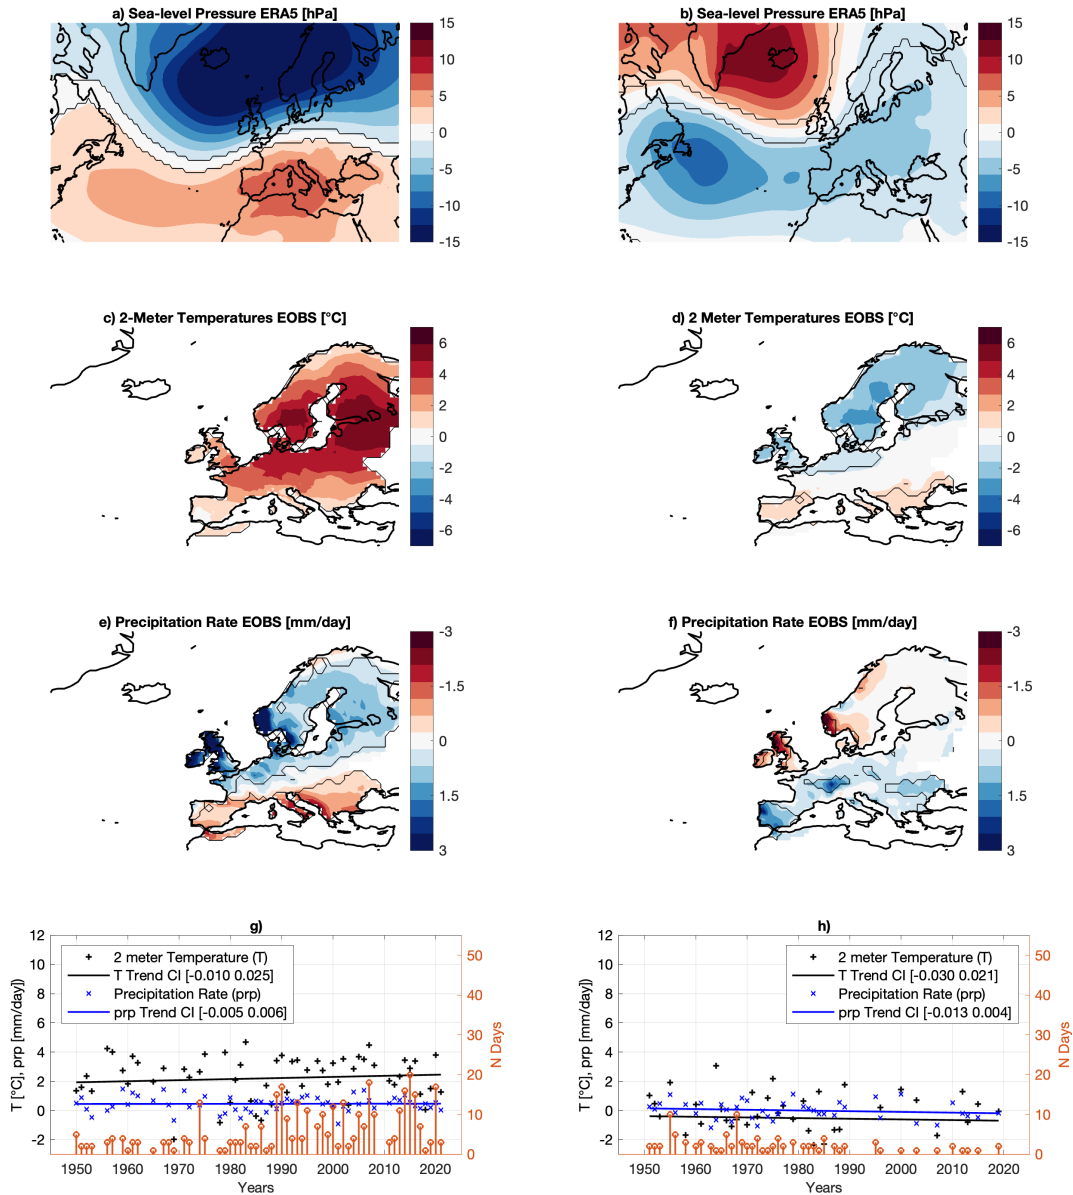 a) Sea-level Pressure ERA5 [hPa]
15
10
5
0
-5
-10
-15
b) Sea-level Pressure ERA5 [hPa]
15
10
5
0
-5
-10
-15
c) 2-Meter Temperatures EOBS [°C]
6
4
2
0
-2
-4
-6
d) 2 Meter Temperatures EOBS [°C]
6
4
2
0
-2
-4
-6
e) Precipitation Rate EOBS [mm/day]
-3
-1.5
0
1.5
3
f) Precipitation Rate EOBS [mm/day]
-3
-1.5
0
1.5
3
g)
12
10
8
6
4
2
0
-2
T [°C], prp [mm/day])
2 meter Temperature (T)
T Trend CI [-0.010 0.025]
Precipitation Rate (prp)
prp Trend CI [-0.005 0.006]
50
40
30
20
10
0
N Days
1950 1960 1970 1980 1990 2000 2010 2020
Years
h)
12
10
8
6
4
2
0
-2
T [°C], prp [mm/day])
2 meter Temperature (T)
T Trend CI [-0.030 0.021]
Precipitation Rate (prp)
prp Trend CI [-0.013 0.004]
50
40
30
20
10
0
N Days
1950 1960 1970 1980 1990 2000 2010 2020
Years